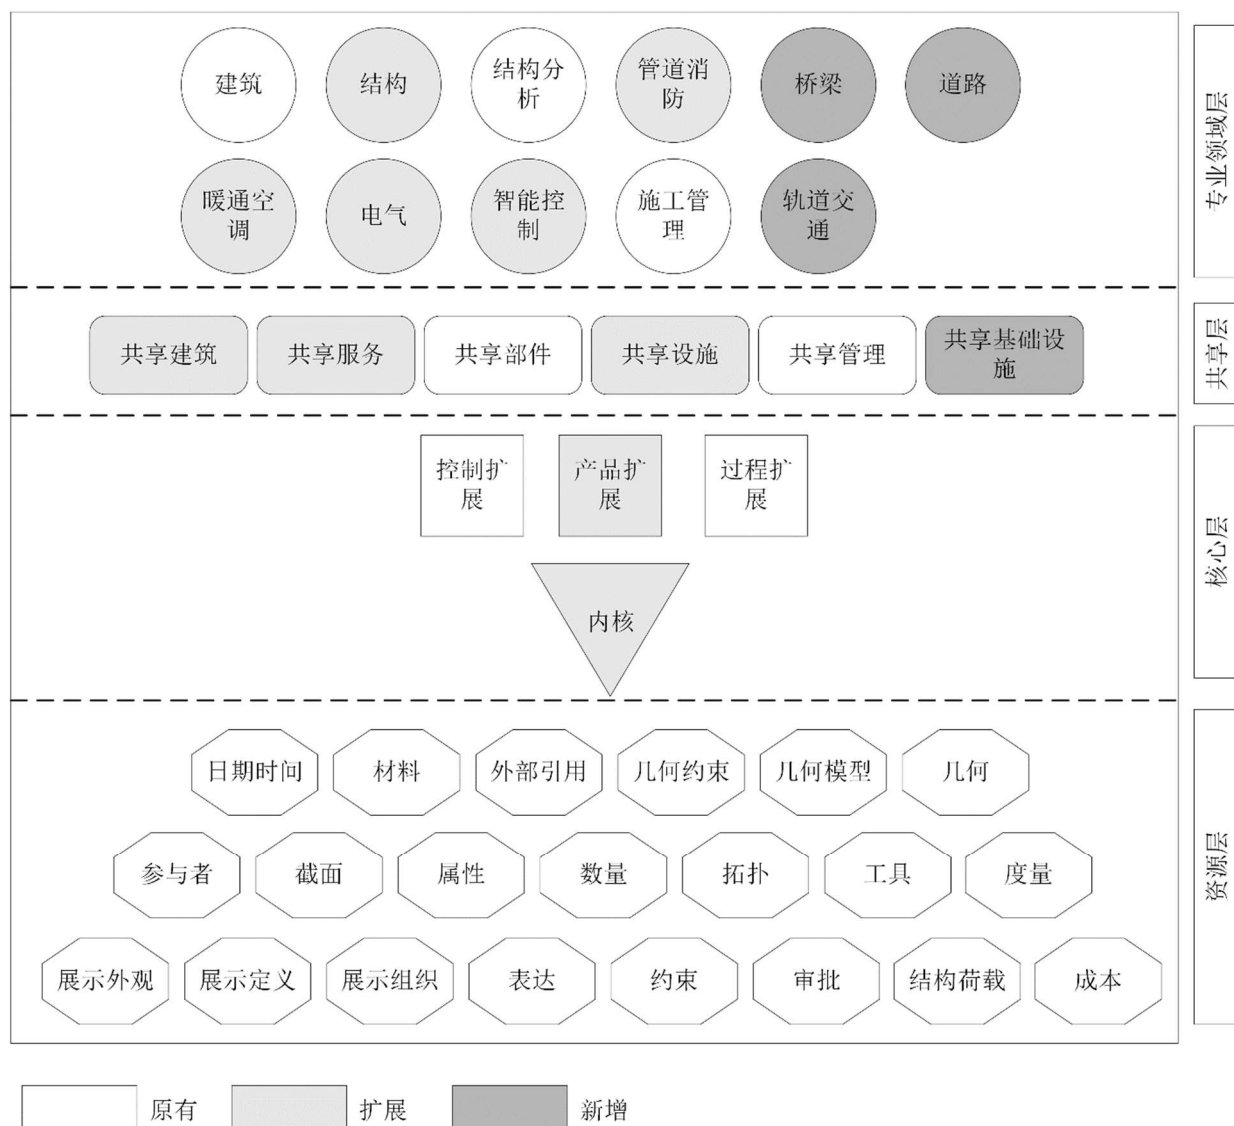 建筑
结构
结构分
析
管道消
防
桥梁
道路
暖通空
调
电气
智能控
制
施工管
理
轨道交
通
专业领域层
共享建筑
共享服务
共享部件
共享设施
共享管理
共享基础设
施
共享层
控制扩
展
产品扩
展
过程扩
展
内核
核心层
日期时间
材料
外部引用
几何约束
几何模型
几何
参与者
截面
属性
数量
拓扑
工具
度量
展示外观
展示定义
展示组织
表达
约束
审批
结构荷载
成本
资源层
原有
扩展
新增